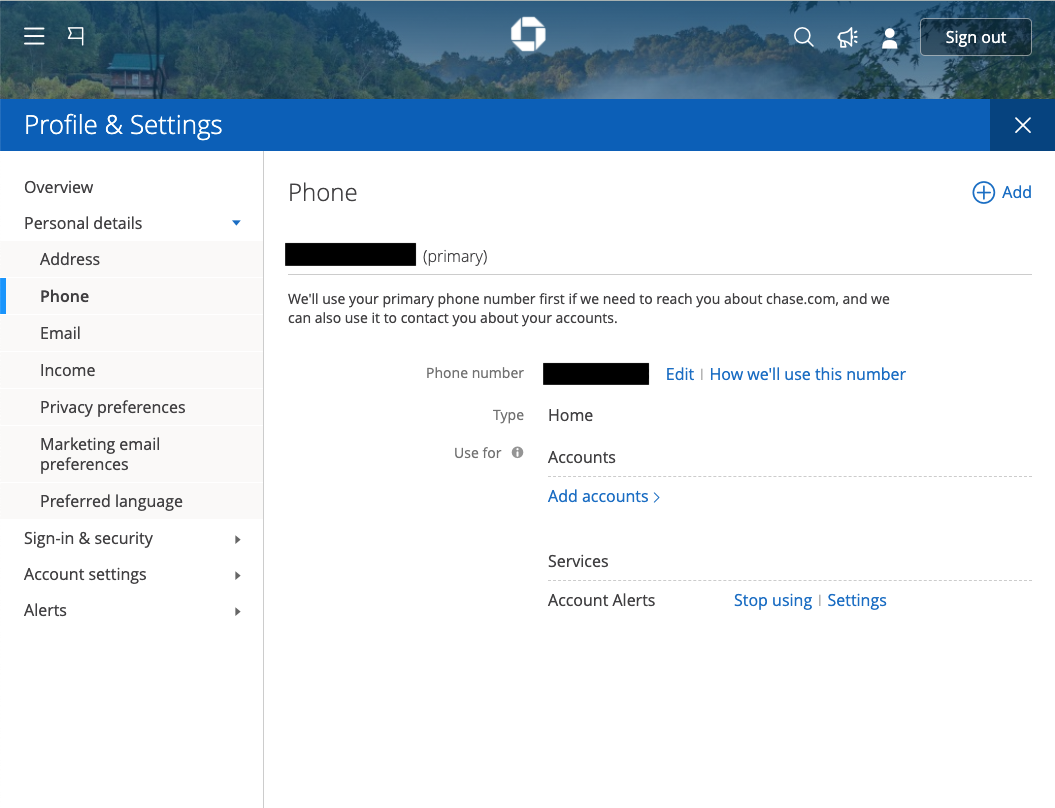 Sign out
Profile & Settings
Overview
Personal details
Address
Phone
Email
Income
Privacy preferences
Marketing email
preferences
Preferred language
Sign-in & security
Account settings
Alerts
Phone
Add
(primary)
We'll use your primary phone number first if we need to reach you about chase.com, and we
can also use it to contact you about your accounts.
Phone number Edit | How we'll use this number
Type Home
Use for Accounts
Add accounts
Services
Account Alerts Stop using | Settings